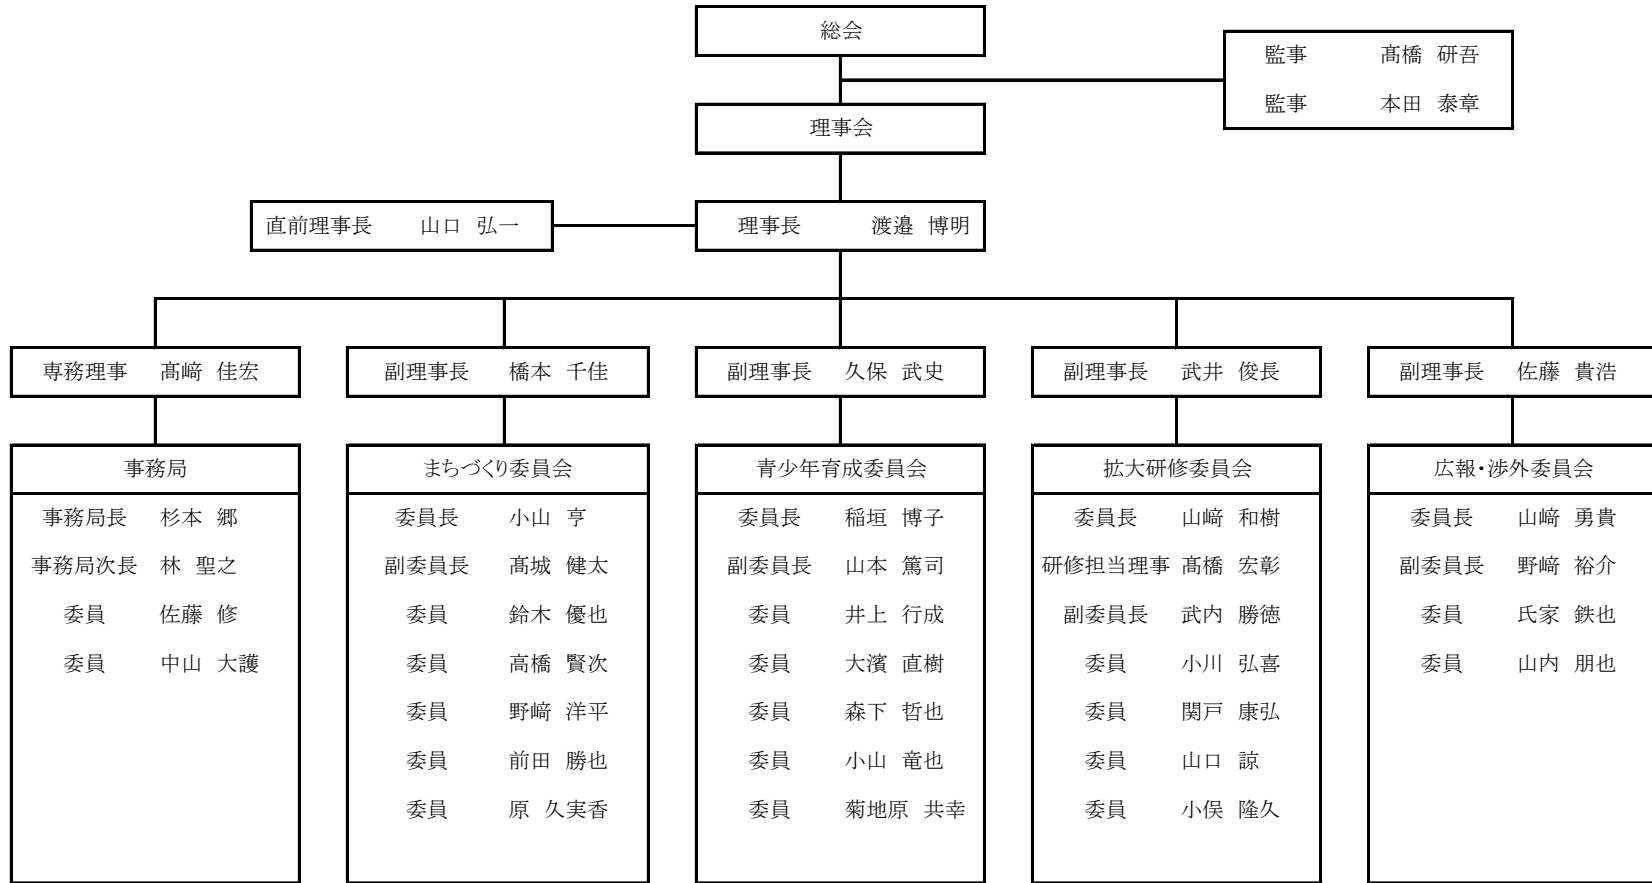 総会
監事 髙橋 研吾
監事 本田 泰章
理事会
直前理事長 山口 弘一
理事長 渡邉 博明
専務理事 髙﨑 佳宏
副理事長 橋本 千佳
副理事長 久保 武史
副理事長 武井 俊長
副理事長 佐藤 貴浩
事務局
事務局長 杉本 郷
事務局次長 林 聖之
委員 佐藤 修
委員 中山 大護
まちづくり委員会
委員長 小山 亨
副委員長 髙城 健太
委員 鈴木 優也
委員 高橋 賢次
委員 野﨑 洋平
委員 前田 勝也
委員 原 久実香
青少年育成委員会
委員長 稲垣 博子
副委員長 山本 篤司
委員 井上 行成
委員 大濱 直樹
委員 森下 哲也
委員 小山 竜也
委員 菊地原 共幸
拡大研修委員会
委員長 山﨑 和樹
研修担当理事 髙橋 宏彰
副委員長 武内 勝徳
委員 小川 弘喜
委員 関戸 康弘
委員 山口 諒
委員 小俣 隆久
広報・渉外委員会
委員長 山﨑 勇貴
副委員長 野﨑 裕介
委員 氏家 鉄也
委員 山内 朋也